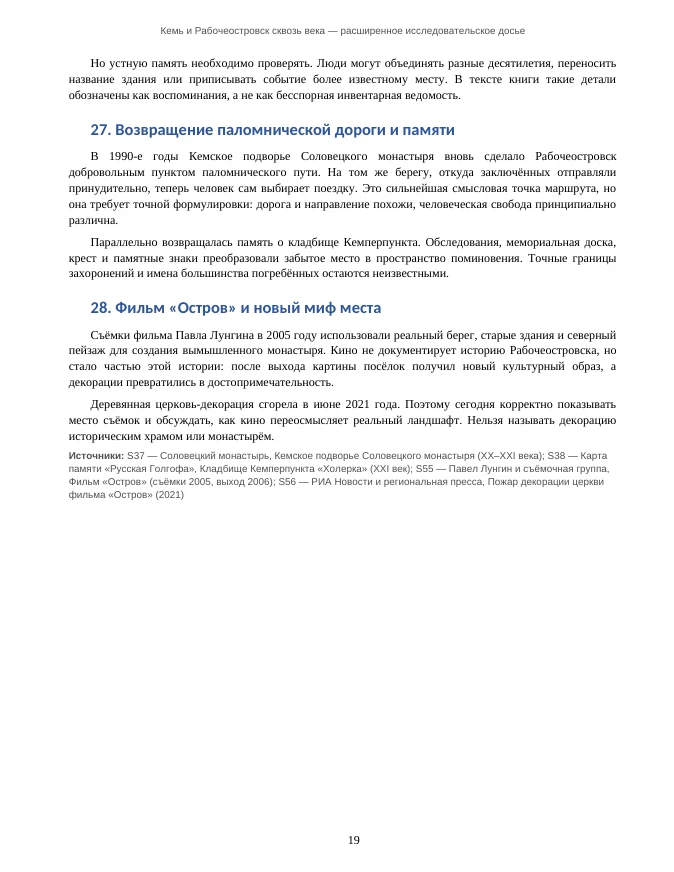 Кемь и Рабочеостровск сквозь века — расширенное исследовательское досье
Но устную память необходимо проверять. Люди могут объединять разные десятилетия, переносить
название здания или приписывать событие более известному месту. В тексте книги такие детали
обозначены как воспоминания, а не как бесспорная инвентарная ведомость.
27. Возвращение паломнической дороги и памяти
В 1990-е годы Кемское подворье Соловецкого монастыря вновь сделало Рабочеостровск
добровольным пунктом паломнического пути. На том же берегу, откуда заключённых отправляли
принудительно, теперь человек сам выбирает поездку. Это сильнейшая смысловая точка маршрута, но
она требует точной формулировки: дорога и направление похожи, человеческая свобода принципиально
различна.
Параллельно возвращалась память о кладбище Кемперпункта. Обследования, мемориальная доска,
крест и памятные знаки преобразовали забытое место в пространство поминовения. Точные границы
захоронений и имена большинства погребённых остаются неизвестными.
28. Фильм «Остров» и новый миф места
Съёмки фильма Павла Лунгина в 2005 году использовали реальный берег, старые здания и северный
пейзаж для создания вымышленного монастыря. Кино не документирует историю Рабочеостровска, но
стало частью этой истории: после выхода картины посёлок получил новый культурный образ, а
декорации превратились в достопримечательность.
Деревянная церковь-декорация сгорела в июне 2021 года. Поэтому сегодня корректно показывать
место съёмок и обсуждать, как кино переосмысляет реальный ландшафт. Нельзя называть декорацию
историческим храмом или монастырём.
Источники: S37 — Соловецкий монастырь, Кемское подворье Соловецкого монастыря (XX–XXI века); S38 — Карта
памяти «Русская Голгофа», Кладбище Кемперпункта «Холерка» (XXI век); S55 — Павел Лунгин и съёмочная группа,
Фильм «Остров» (съёмки 2005, выход 2006); S56 — РИА Новости и региональная пресса, Пожар декорации церкви
фильма «Остров» (2021)
19